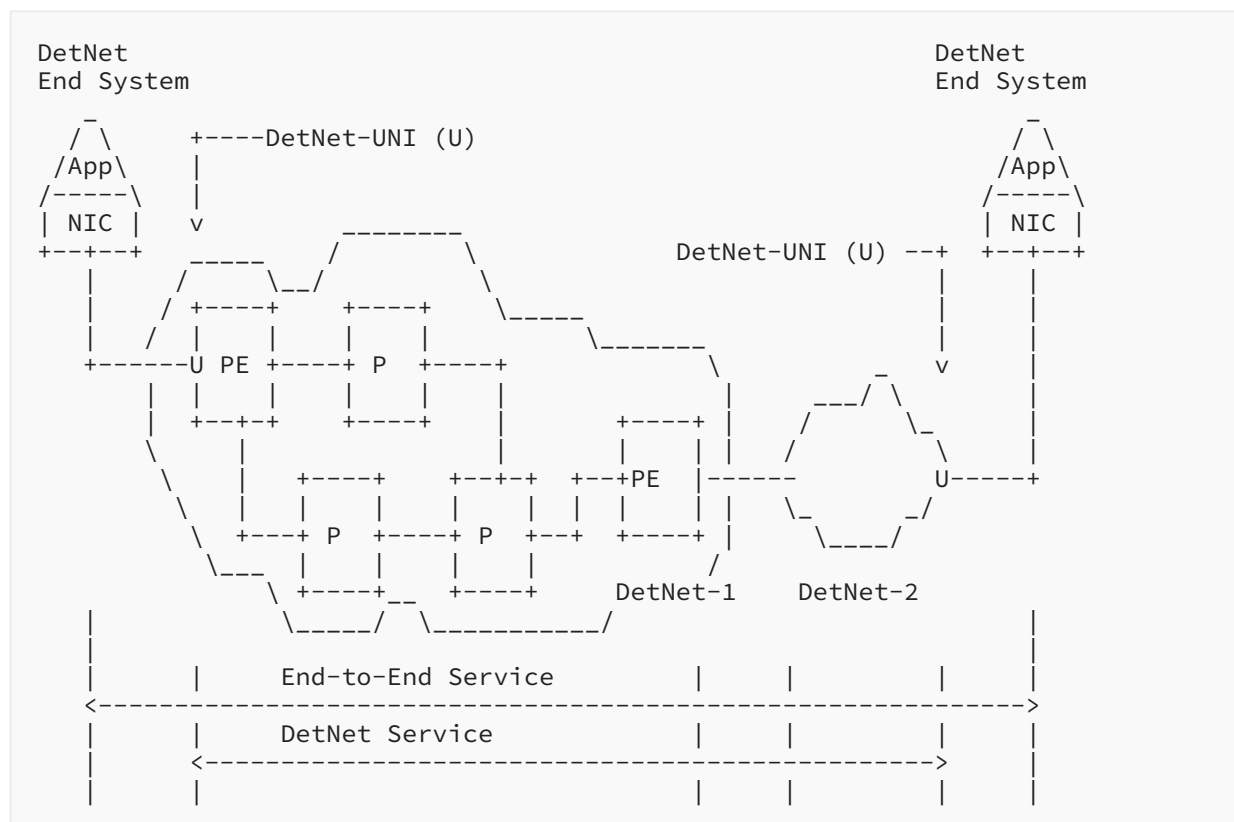 DetNet DetNet
End System End System
+----DetNet-UNI (U)
App App
NIC NIC
DetNet-UNI (U) --+
U PE P
PE U
P P
DetNet-1 DetNet-2
End-to-End Service
DetNet Service